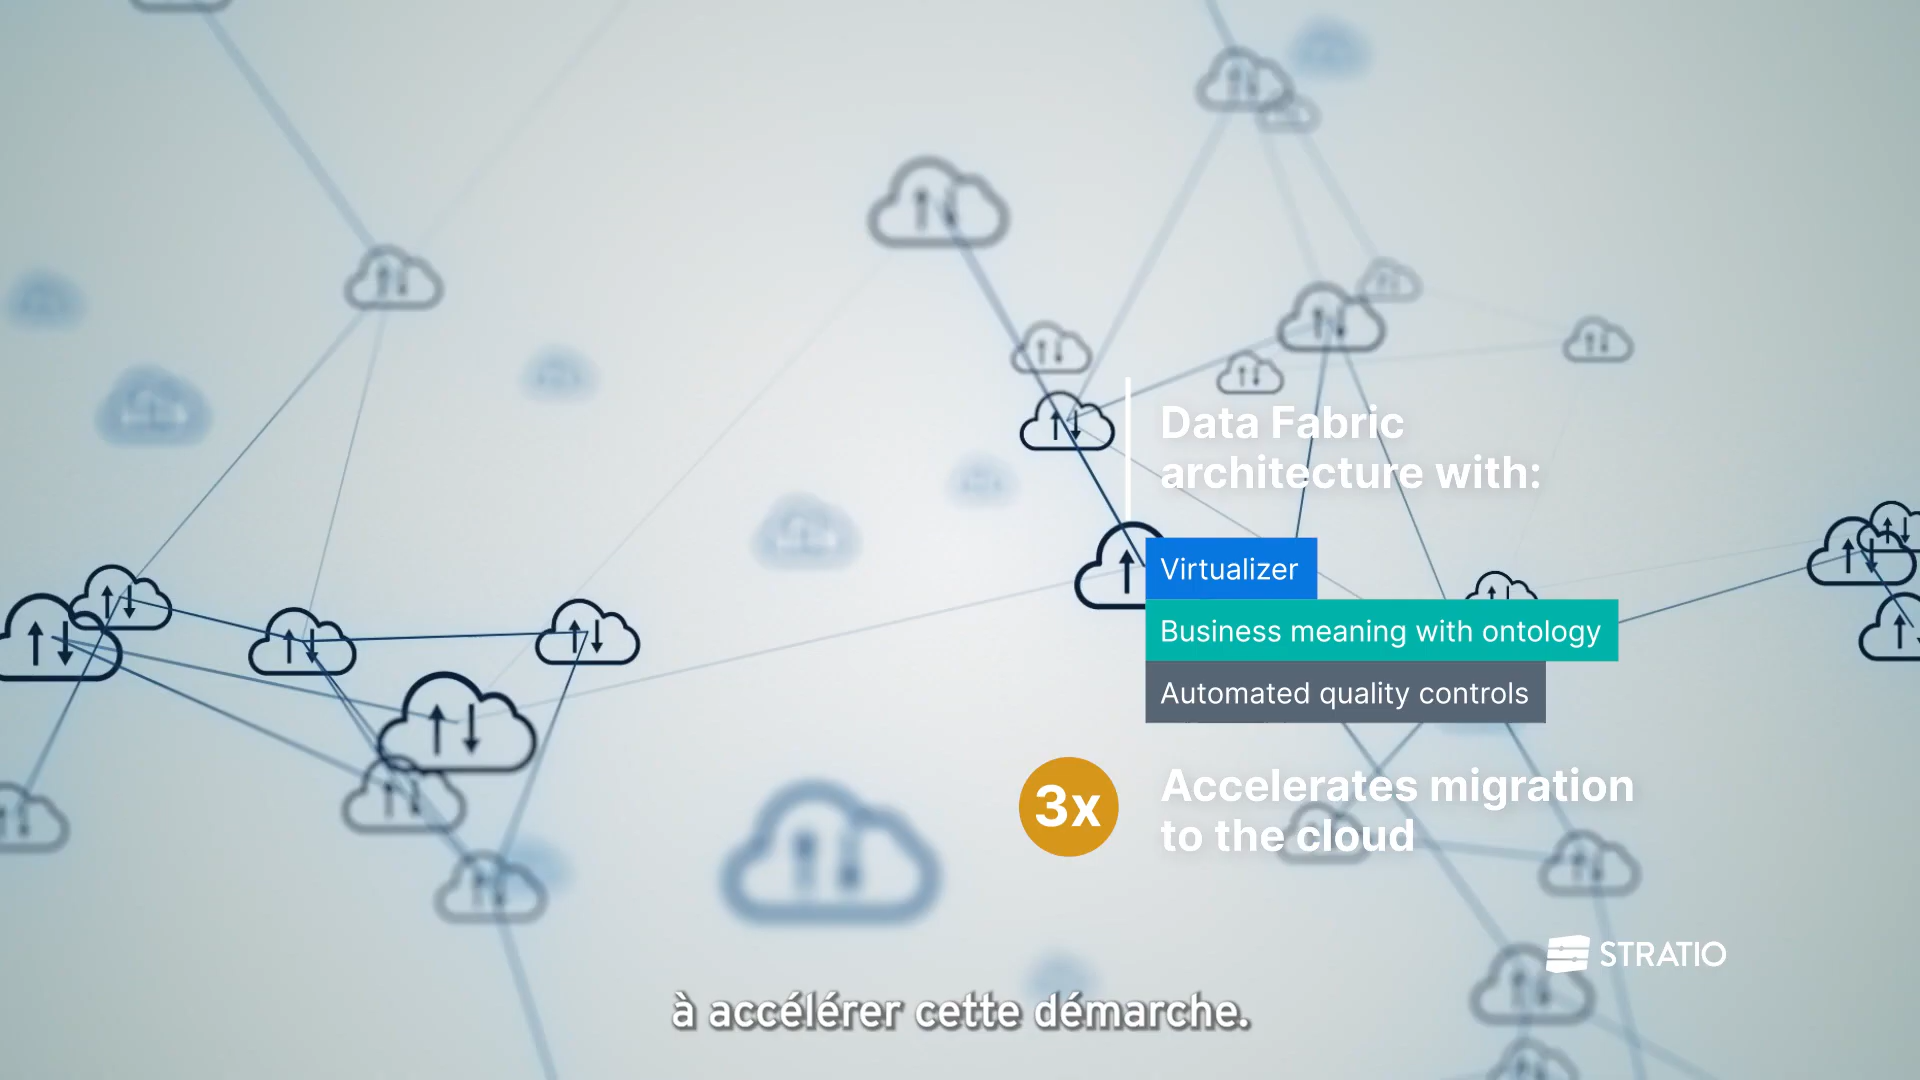 Data Fabric
architecture with:
Virtualizer
Business meaning with ontology
Automated quality controls
3x
Accelerates migration
to the cloud
STRATIO
à accélérer cette démarche.